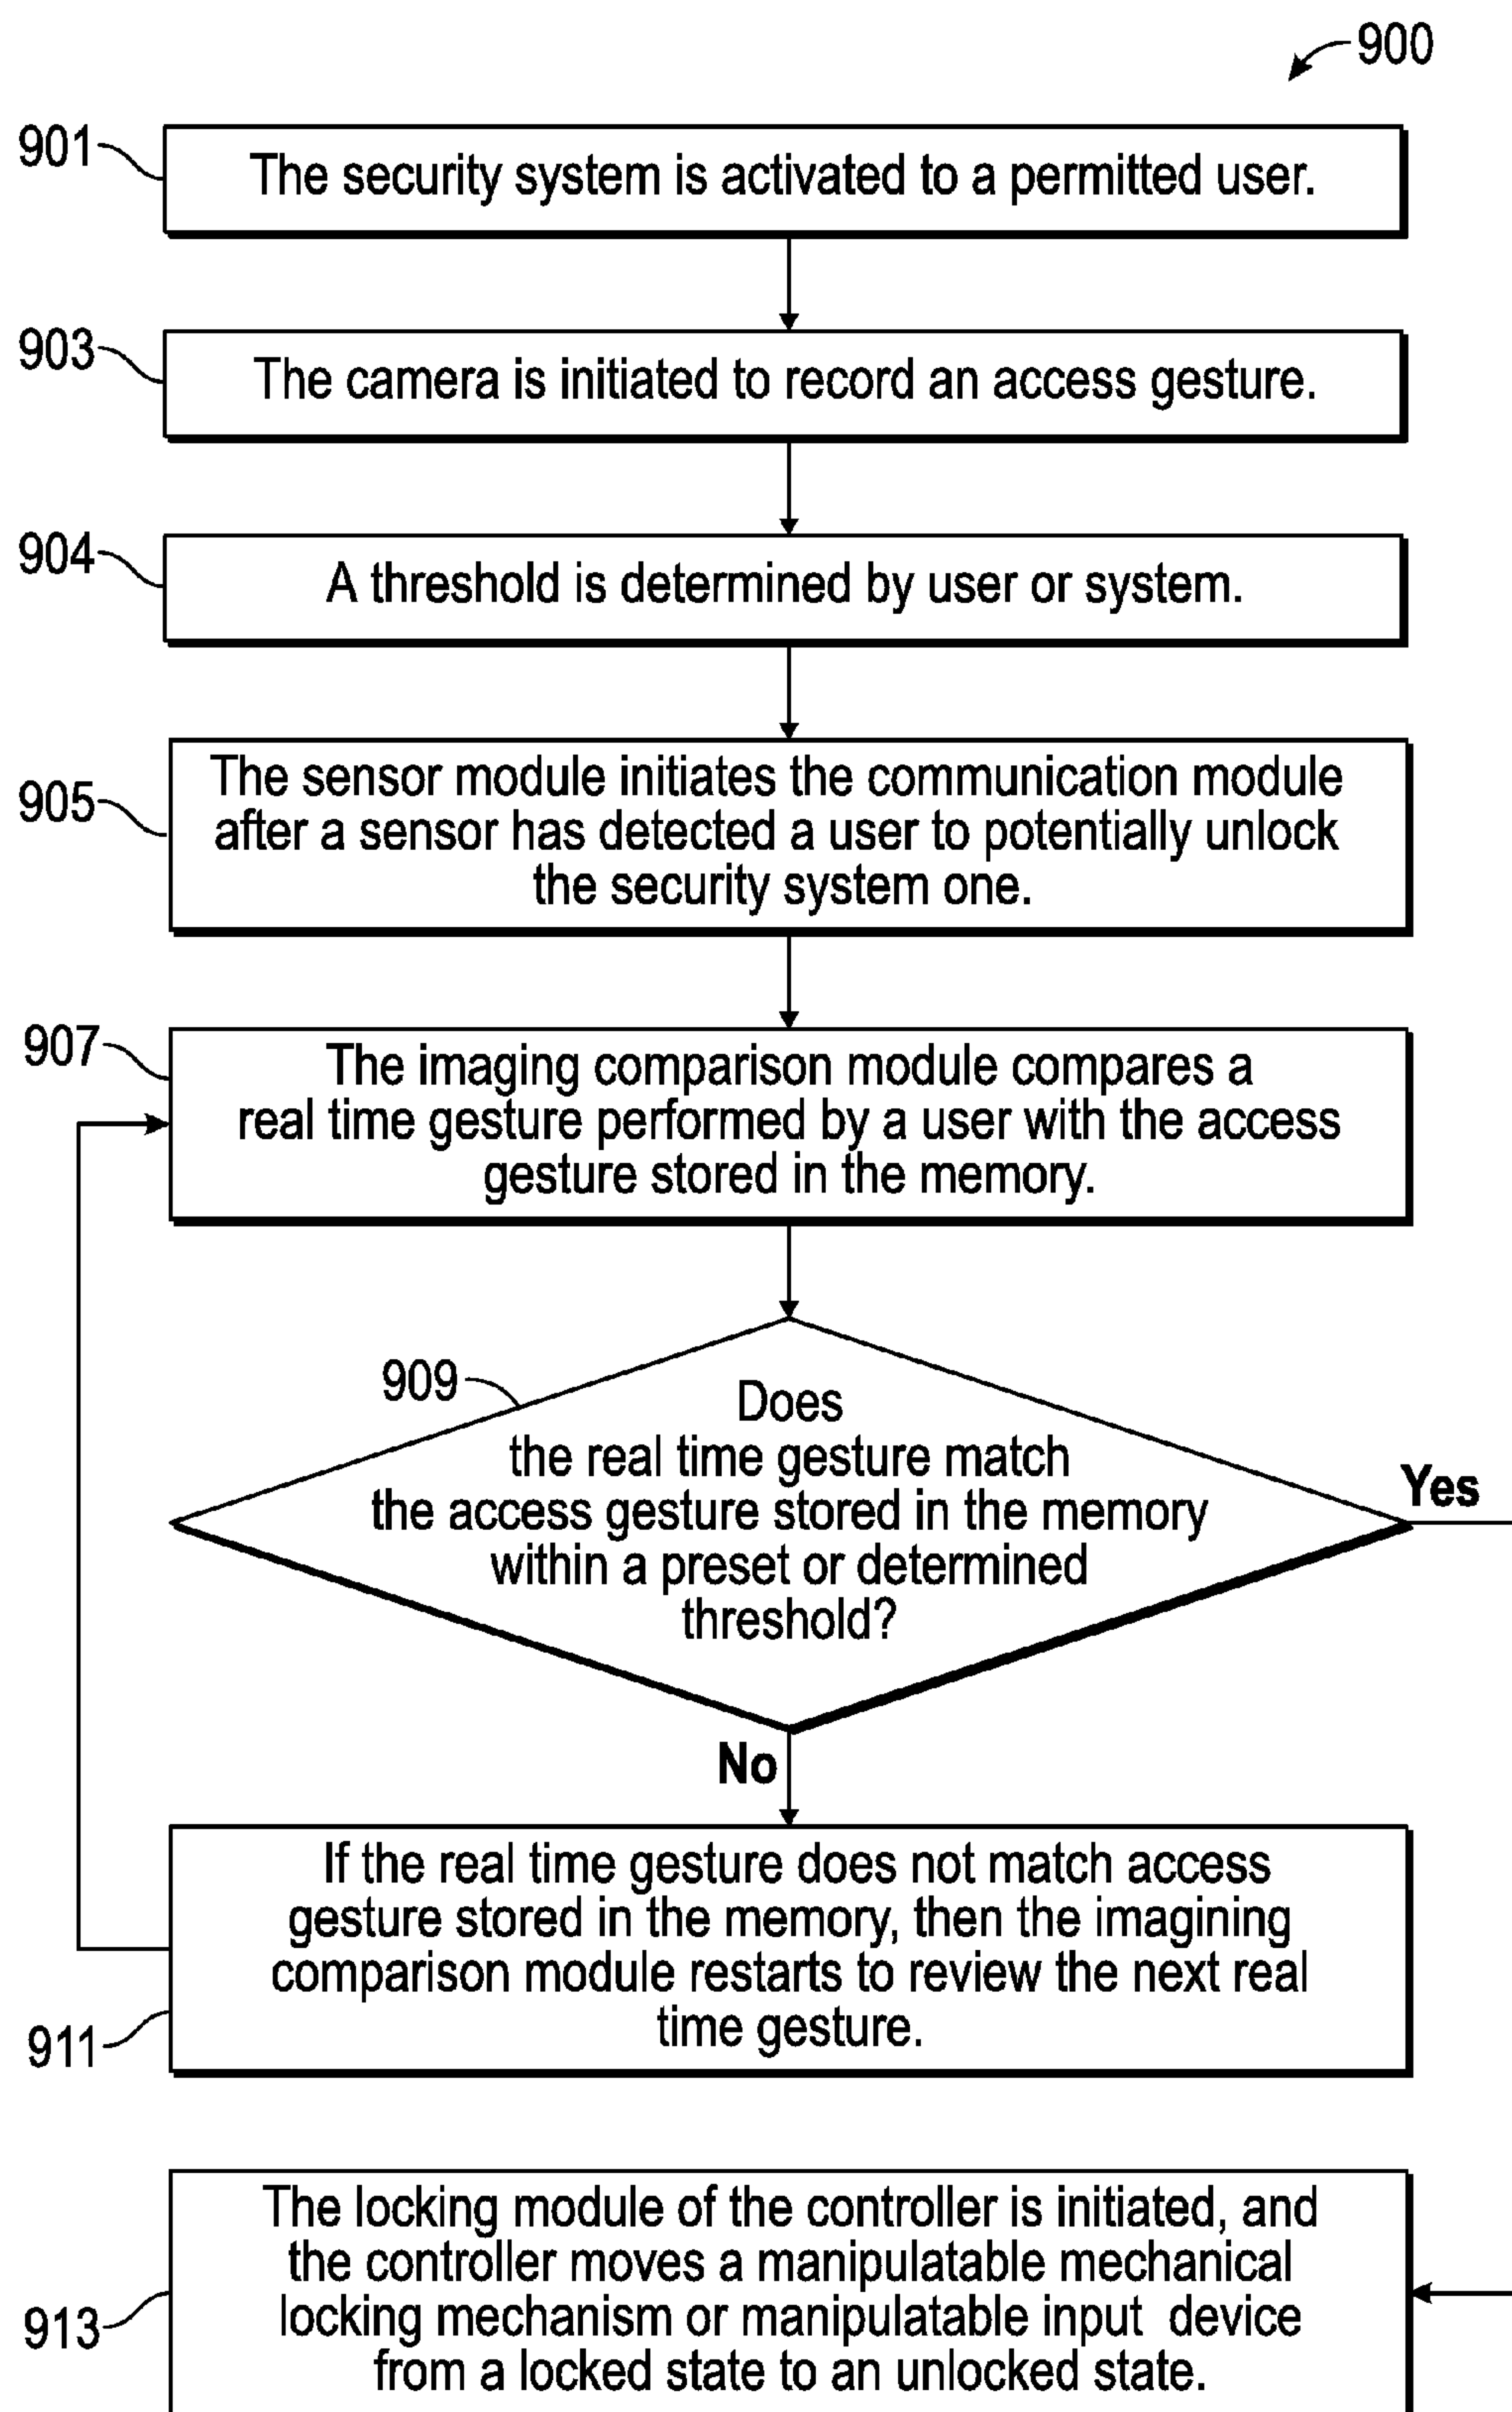 900
901
The security system is activated to a permitted user.
903
The camera is initiated to record an access gesture.
904
A threshold is determined by user or system.
905
The sensor module initiates the communication module
after a sensor has detected a user to potentially unlock
the security system one.
907
The imaging comparison module compares a
real time gesture performed by a user with the access
gesture stored in the memory.
909
Does
the real time gesture match
the access gesture stored in the memory
within a preset or determined
threshold?
Yes
No
If the real time gesture does not match access
gesture stored in the memory, then the imagining
comparison module restarts to review the next real
time gesture.
911
The locking module of the controller is initiated, and
the controller moves a manipulatable mechanical
locking mechanism or manipulatable input device
from a locked state to an unlocked state.
913